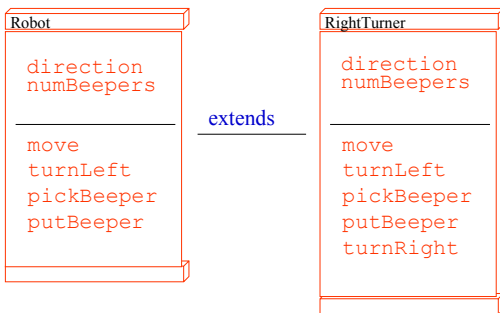 Robot
direction
numBeepers
move
turnLeft
pickBeeper
putBeeper
extends
RightTurner
direction
numBeepers
move
turnLeft
pickBeeper
putBeeper
turnRight